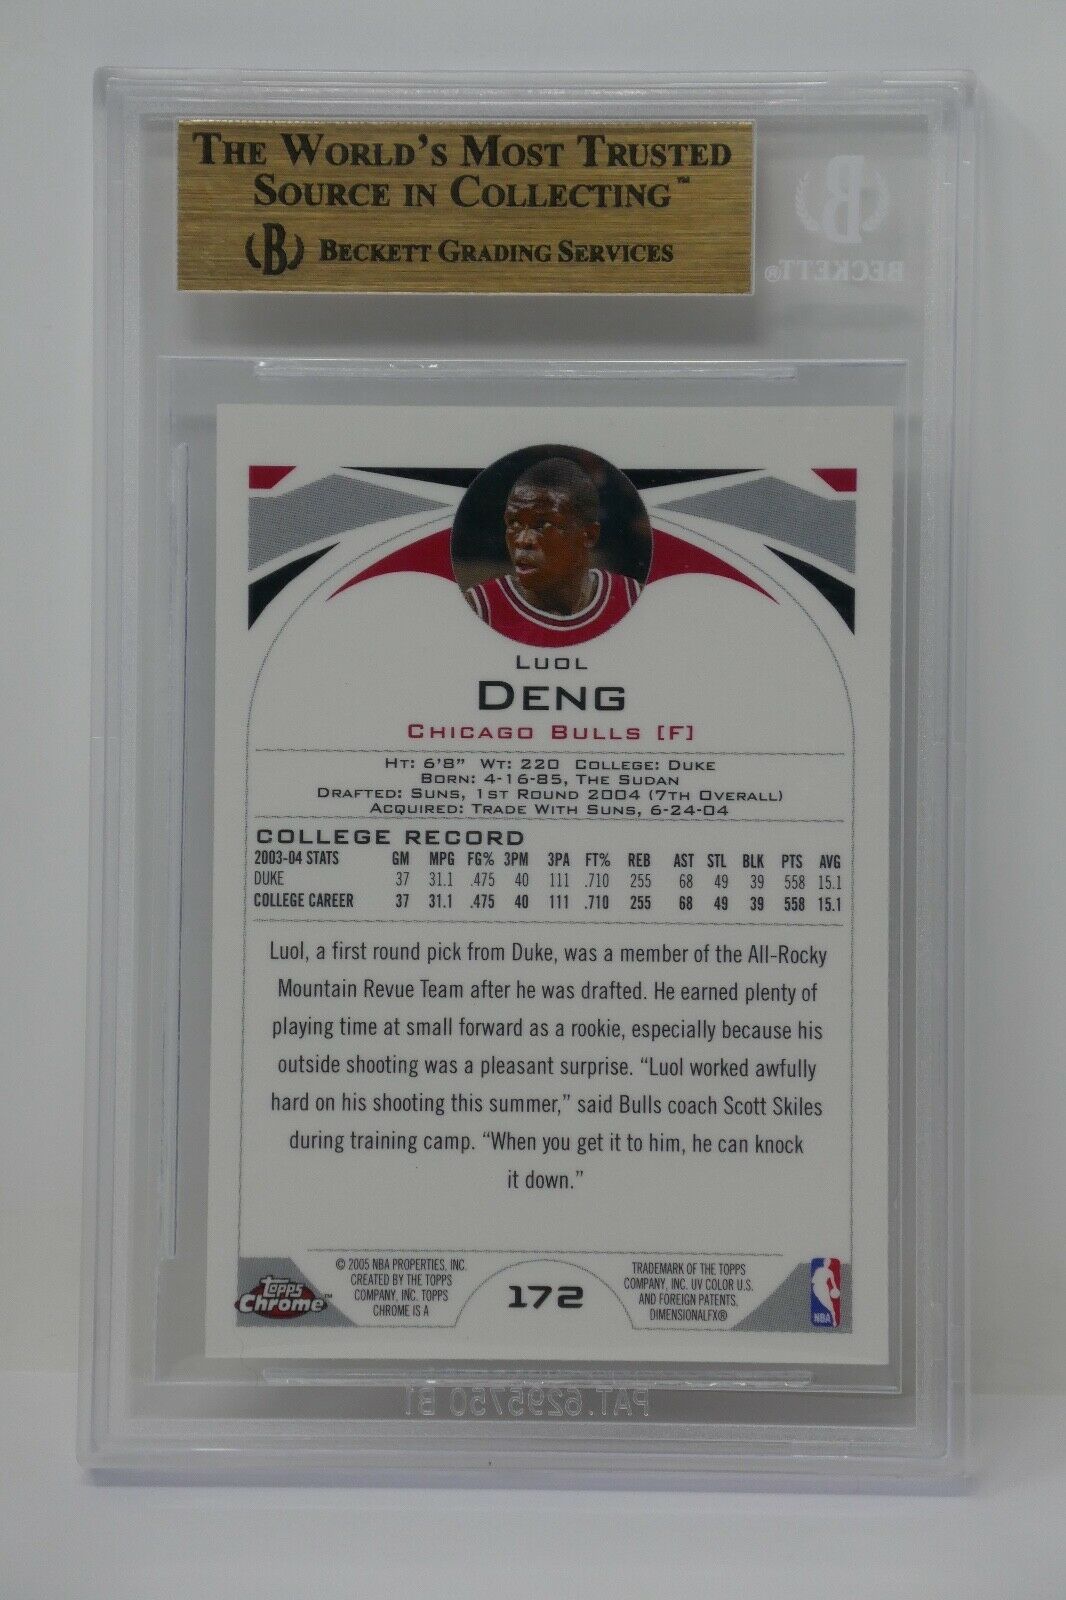 THE WORLD'S MOST TRUSTED
SOURCE IN COLLECTING™
B BECKETT GRADING SERVICES
B
BECKETT®
LUOL
DENG
CHICAGO BULLS [F]
HT: 6'8" WT: 220 COLLEGE: DUKE
BORN: 4-16-85, THE SUDAN
DRAFTED: SUNS, 1ST ROUND 2004 (7TH OVERALL)
ACQUIRED: TRADE WITH SUNS, 6-24-04
COLLEGE RECORD
2003-04 STATS GM MPG FG% 3PM 3PA FT% REB AST STL BLK PTS AVG
DUKE 37 31.1 .475 40 111 .710 255 68 49 39 558 15.1
COLLEGE CAREER 37 31.1 .475 40 111 .710 255 68 49 39 558 15.1
Luol, a first round pick from Duke, was a member of the All-Rocky
Mountain Revue Team after he was drafted. He earned plenty of
playing time at small forward as a rookie, especially because his
outside shooting was a pleasant surprise. “Luol worked awfully
hard on his shooting this summer,” said Bulls coach Scott Skiles
during training camp. “When you get it to him, he can knock
it down.”
Topps
Chrome™
© 2005 NBA PROPERTIES, INC.
CREATED BY THE TOPPS
COMPANY, INC. TOPPS
CHROME IS A
172
TRADEMARK OF THE TOPPS
COMPANY, INC. UV COLOR U.S.
AND FOREIGN PATENTS.
DIMENSIONALFX®
NBA
PAT. 6295750 B1